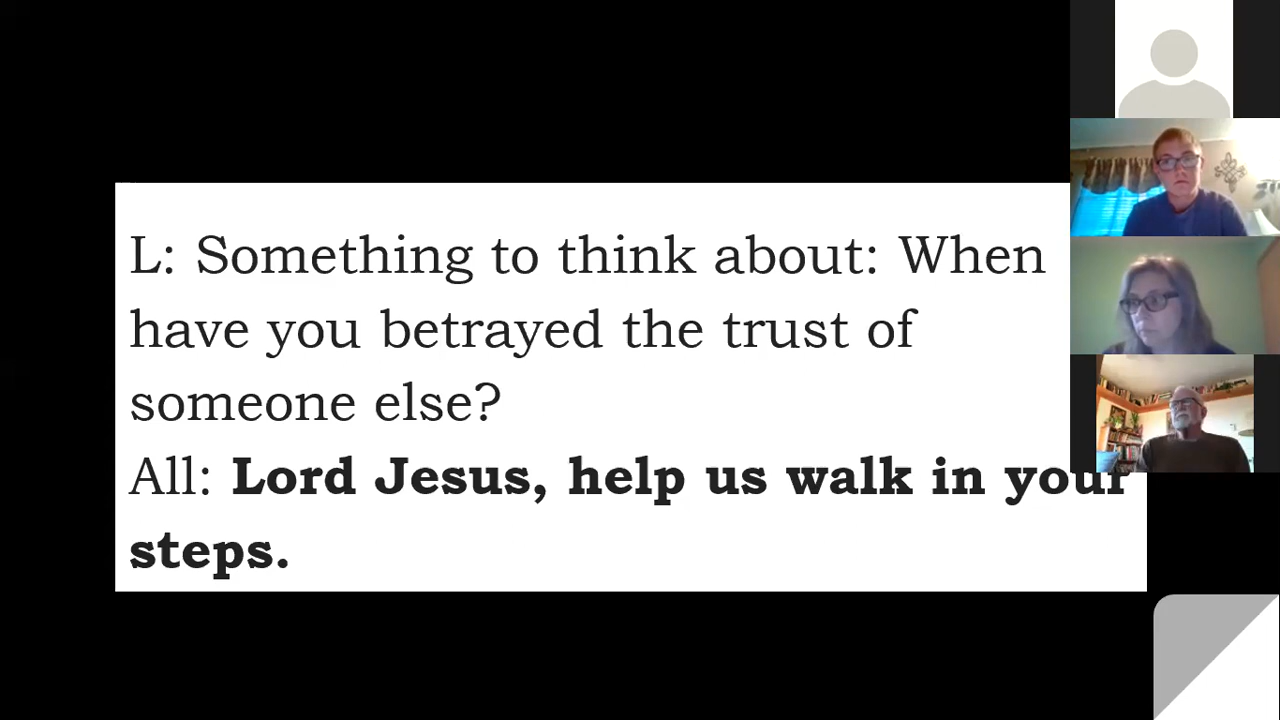 L: Something to think about: When
have you betrayed the trust of
someone else?
All: Lord Jesus, help us walk in your
steps.